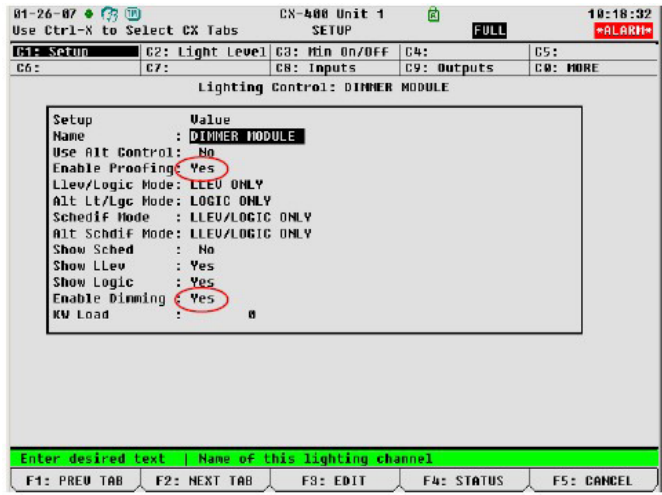 01-26-07 CX-400 Unit 1 10:18:32
Use Ctrl-X to Select CX Tabs SETUP FULL *ALARM*
C1: Setup C2: Light Level C3: Min On/Off C4: C5:
C6: C7: C8: Inputs C9: Outputs C0: MORE
Lighting Control: DIMMER MODULE
Setup Value
Name : DIMMER MODULE
Use Alt Control: No
Enable Proofing: Yes
Llev/Logic Mode: LLEV ONLY
Alt Lt/Lgc Mode: LOGIC ONLY
Schedif Mode : LLEV/LOGIC ONLY
Alt Schdif Mode: LLEV/LOGIC ONLY
Show Sched : No
Show LLev : Yes
Show Logic : Yes
Enable Dimming : Yes
KW Load : 0
Enter desired text | Name of this lighting channel
F1: PREV TAB F2: NEXT TAB F3: EDIT F4: STATUS F5: CANCEL